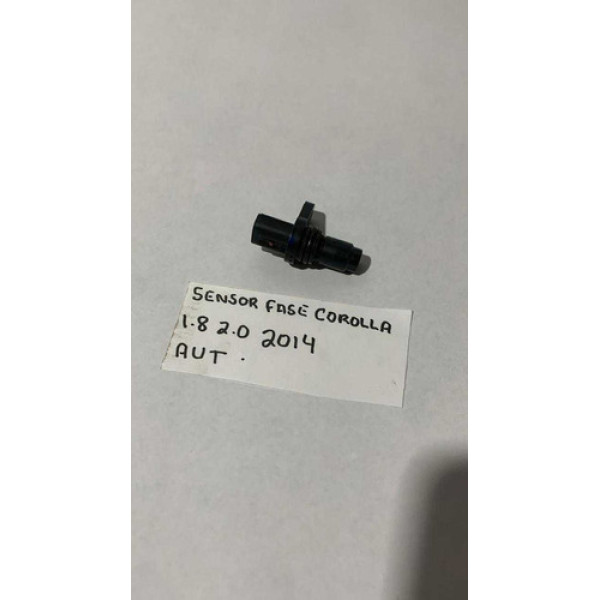 SENSOR FASE COROLLA
1.8 2.0 2014
AUT.